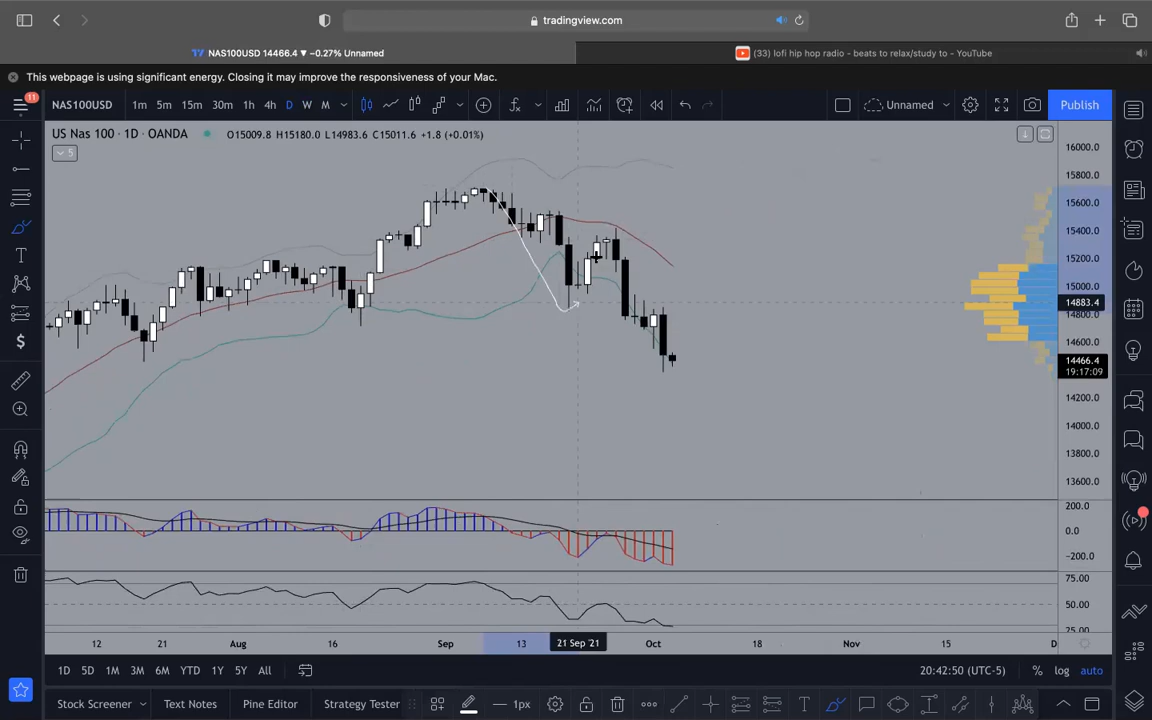 tradingview.com
NAS100USD 14466.4 ▼ −0.27% Unnamed
(33) lofi hip hop radio - beats to relax/study to - YouTube
This webpage is using significant energy. Closing it may improve the responsiveness of your Mac.
11
NAS100USD 1m 5m 15m 30m 1h 4h D W M Unnamed Publish
US Nas 100 · 1D · OANDA O15009.8 H15180.0 L14983.6 C15011.6 +1.8 (+0.01%)
5
16000.0
15800.0
15600.0
15400.0
15200.0
15000.0
14883.4
14800.0
14600.0
14466.4
19:17:09
14200.0
14000.0
13800.0
13600.0
200.0
0.0
−200.0
75.00
50.00
25.00
12 21 Aug 16 Sep 13 21 Sep '21 Oct 18 Nov 15 D
1D 5D 1M 3M 6M YTD 1Y 5Y All 20:42:50 (UTC-5) % log auto
Stock Screener Text Notes Pine Editor Strategy Tester 1px